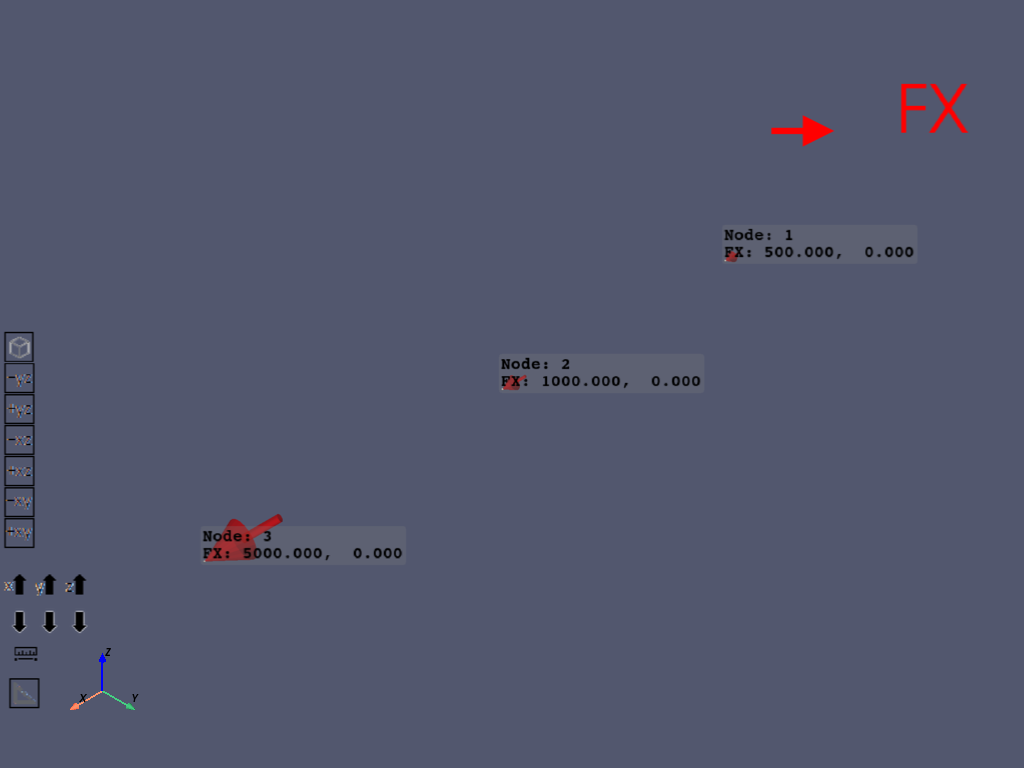 FX
Node: 1
FX: 500.000,  0.000
Node: 2
FX: 1000.000,  0.000
Node: 3
FX: 5000.000,  0.000
-yz
+yz
-xz
+xz
-xy
+xy
x y z
Z
X Y